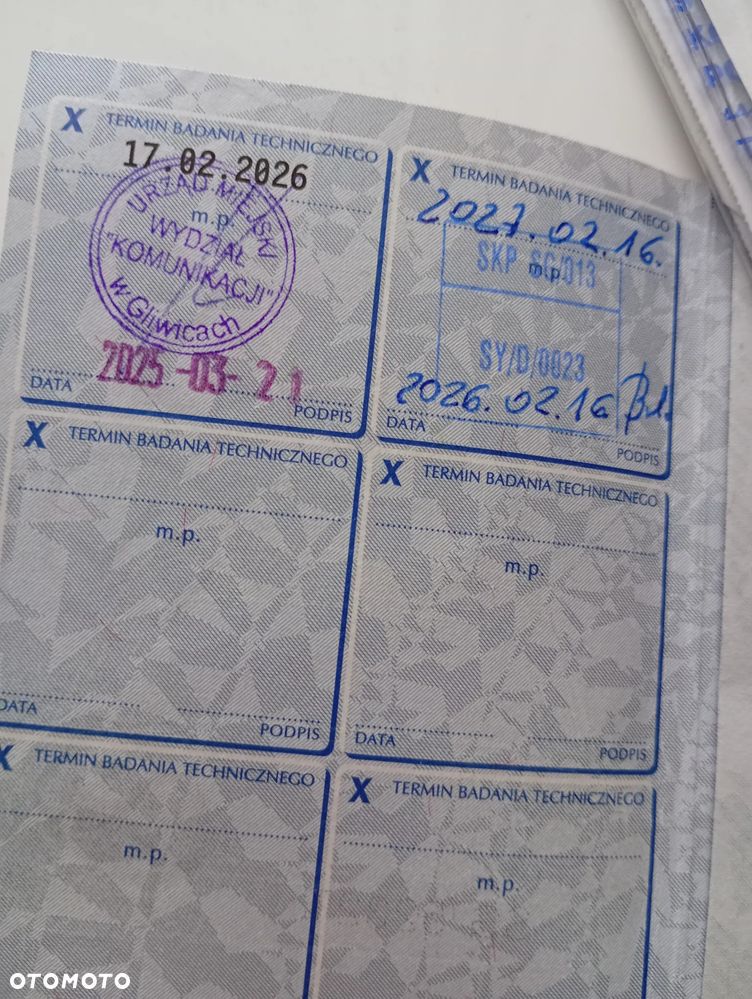 X TERMIN BADANIA TECHNICZNEGO
17.02.2026
m.p.
URZĄD MIEJSKI
WYDZIAŁ
"KOMUNIKACJI"
w Gliwicach
2025-03-21
DATA PODPIS
X TERMIN BADANIA TECHNICZNEGO
2027.02.16.
SKP SG/013
m.p.
SY/D/0023
2026.02.16
DATA
PODPIS
X TERMIN BADANIA TECHNICZNEGO
m.p.
DATA PODPIS
X TERMIN BADANIA TECHNICZNEGO
m.p.
DATA PODPIS
X TERMIN BADANIA TECHNICZNEGO
m.p.
X TERMIN BADANIA TECHNICZNEGO
m.p.
OTOMOTO